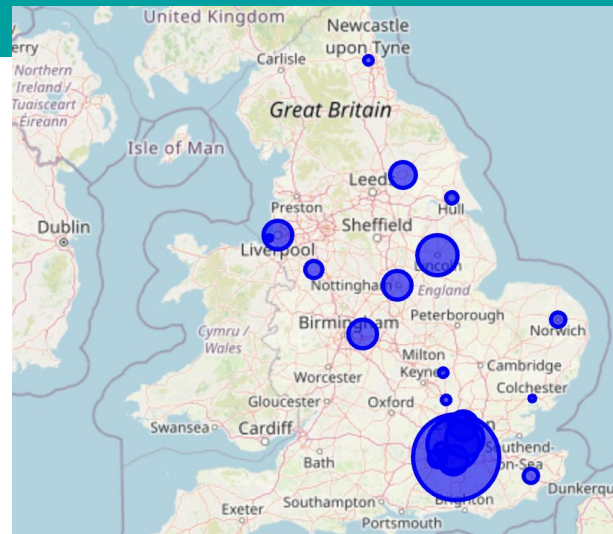 United Kingdom
Newcastle
upon Tyne
erry
Carlisle
Northern
Ireland /
Tuaisceart
Éireann
Great Britain
Isle of Man
Leeds
Preston
Hull
Dublin
Sheffield
Liverpool
Lincoln
Nottingham
England
Birmingham
Peterborough
Norwich
Cymru /
Wales
Milton
Keynes
Cambridge
Worcester
Colchester
Gloucester
Oxford
Swansea
Cardiff
on
Southend-
on-Sea
Bath
Dunkerqu
Brighton
Southampton
Exeter
Portsmouth